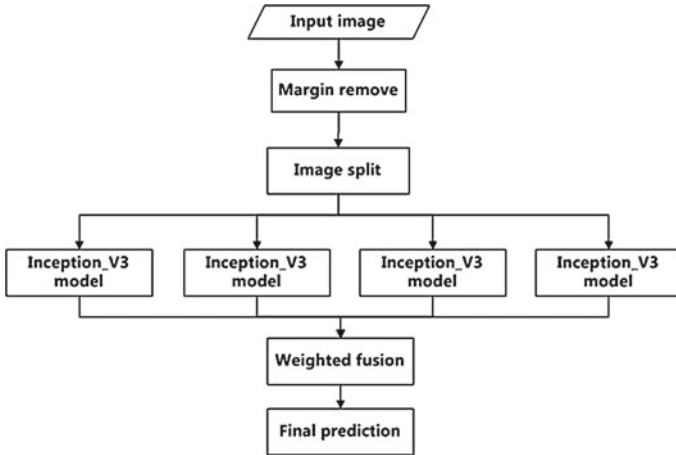 Input image
Margin remove
Image split
Inception_V3
model
Inception_V3
model
Inception_V3
model
Inception_V3
model
Weighted fusion
Final prediction